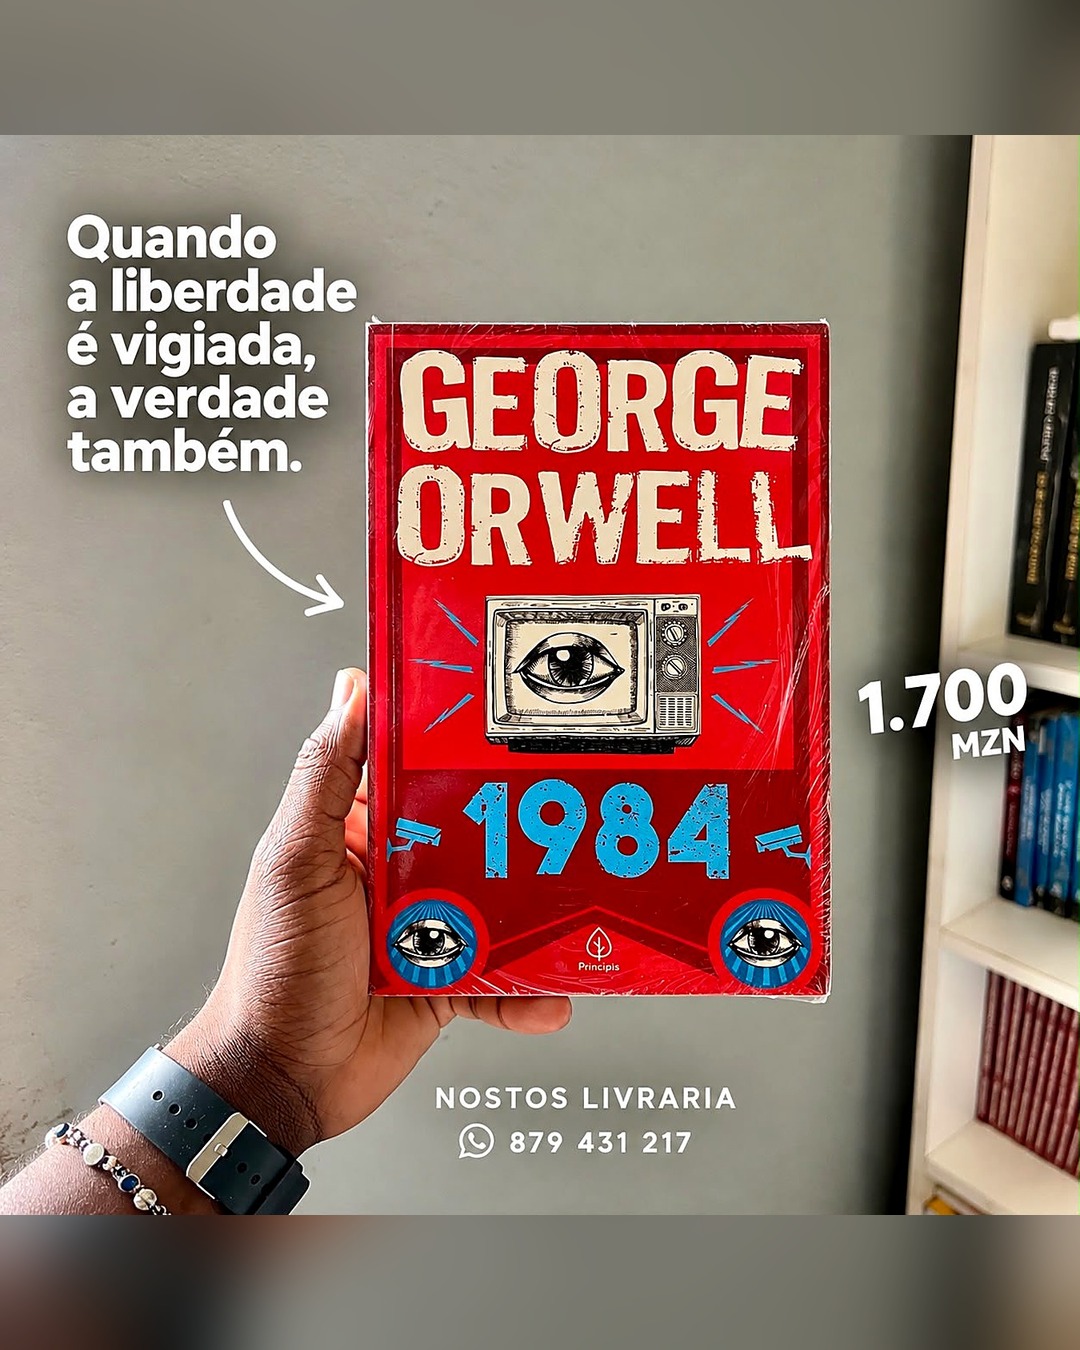 Quando
a liberdade
é vigiada,
a verdade
também.
GEORGE
ORWELL
1984
Principis
1.700
MZN
NOSTOS LIVRARIA
879 431 217